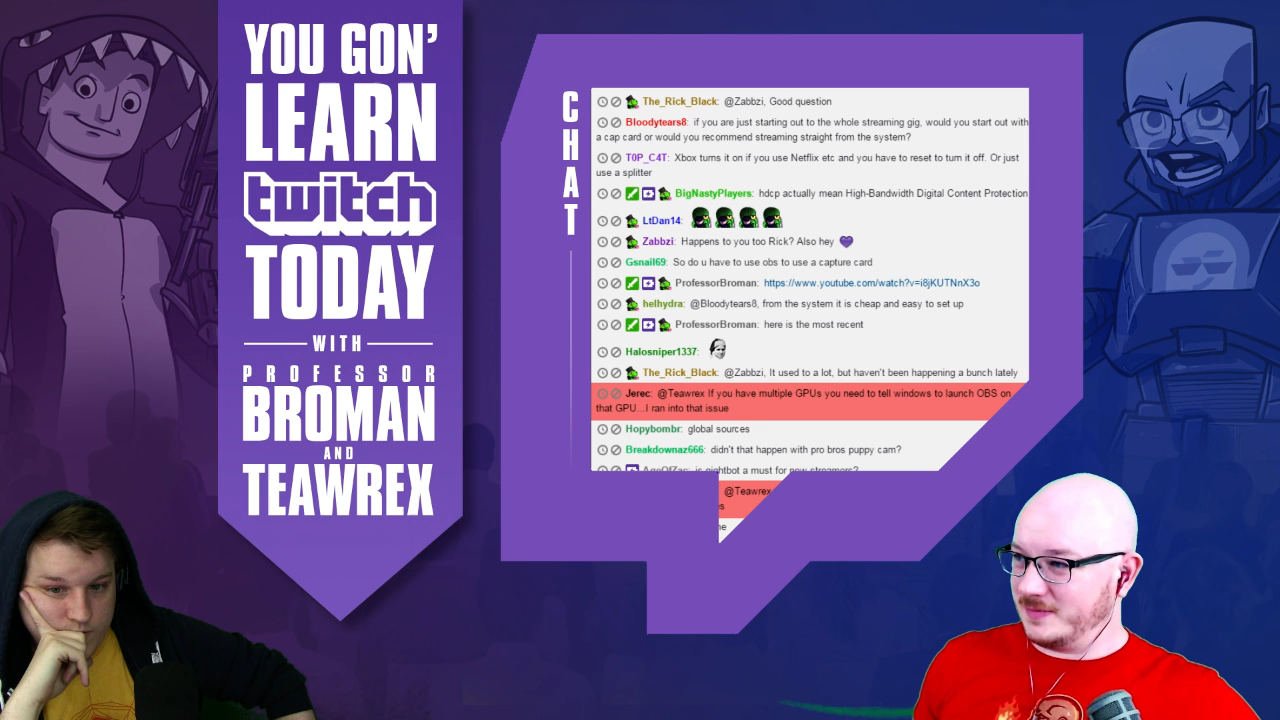 YOU GON'
LEARN
twitch
TODAY
WITH
PROFESSOR
BROMAN
AND
TEAWREX
CHAT
The_Rick_Black: @Zabbzi, Good question
Bloodytears8: if you are just starting out to the whole streaming gig, would you start out with
a cap card or would you recommend streaming straight from the system?
T0P_C4T: Xbox turns it on if you use Netflix etc and you have to reset to turn it off. Or just
use a splitter
BigNastyPlayers: hdcp actually mean High-Bandwidth Digital Content Protection
LtDan14:
Zabbzi: Happens to you too Rick? Also hey
Gsnail69: So do u have to use obs to use a capture card
ProfessorBroman: https://www.youtube.com/watch?v=i8jKUTNnX3o
helhydra: @Bloodytears8, from the system it is cheap and easy to set up
ProfessorBroman: here is the most recent
Halosniper1337:
The_Rick_Black: @Zabbzi, It used to a lot, but haven't been happening a bunch lately
Jerec: @Teawrex If you have multiple GPUs you need to tell windows to launch OBS on
that GPU...I ran into that issue
Hopybombr: global sources
Breakdownaz666: didn't that happen with pro bros puppy cam?
AgeOfZac: is nightbot a must for new streamers?
@Teawrex